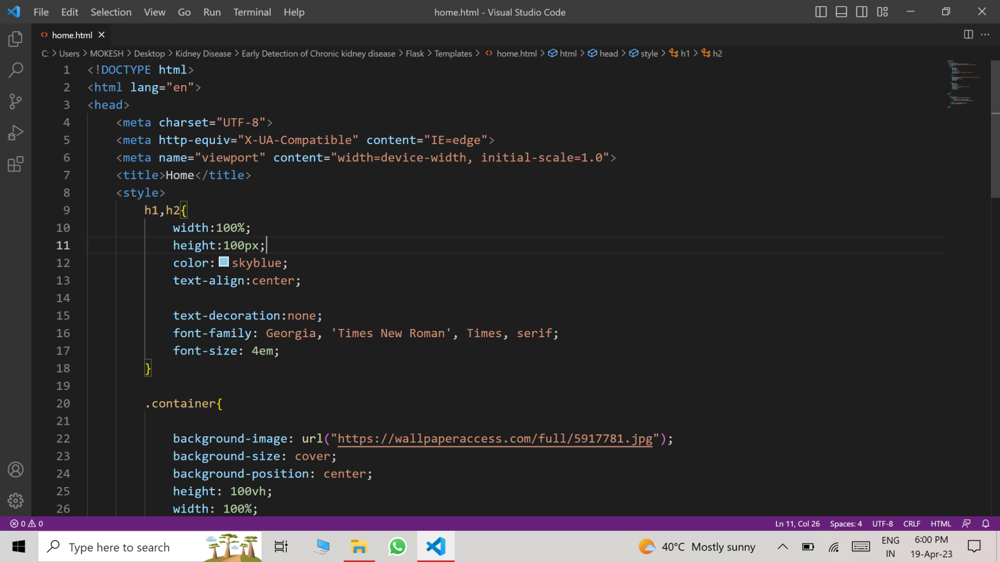 File Edit Selection View Go Run Terminal Help home.html - Visual Studio Code
home.html
C: > Users > MOKESH > Desktop > Kidney Disease > Early Detection of Chronic kidney disease > Flask > Templates > home.html > html > head > style > h1 > h2
1 <!DOCTYPE html>
2 <html lang="en">
3 <head>
4 <meta charset="UTF-8">
5 <meta http-equiv="X-UA-Compatible" content="IE=edge">
6 <meta name="viewport" content="width=device-width, initial-scale=1.0">
7 <title>Home</title>
8 <style>
9 h1,h2{
10 width:100%;
11 height:100px;
12 color:skyblue;
13 text-align:center;
14
15 text-decoration:none;
16 font-family: Georgia, 'Times New Roman', Times, serif;
17 font-size: 4em;
18 }
19
20 .container{
21
22 background-image: url("https://wallpaperaccess.com/full/5917781.jpg");
23 background-size: cover;
24 background-position: center;
25 height: 100vh;
26 width: 100%;
0 0 Ln 11, Col 26 Spaces: 4 UTF-8 CRLF HTML
Type here to search 40°C Mostly sunny ENG IN 6:00 PM 19-Apr-23